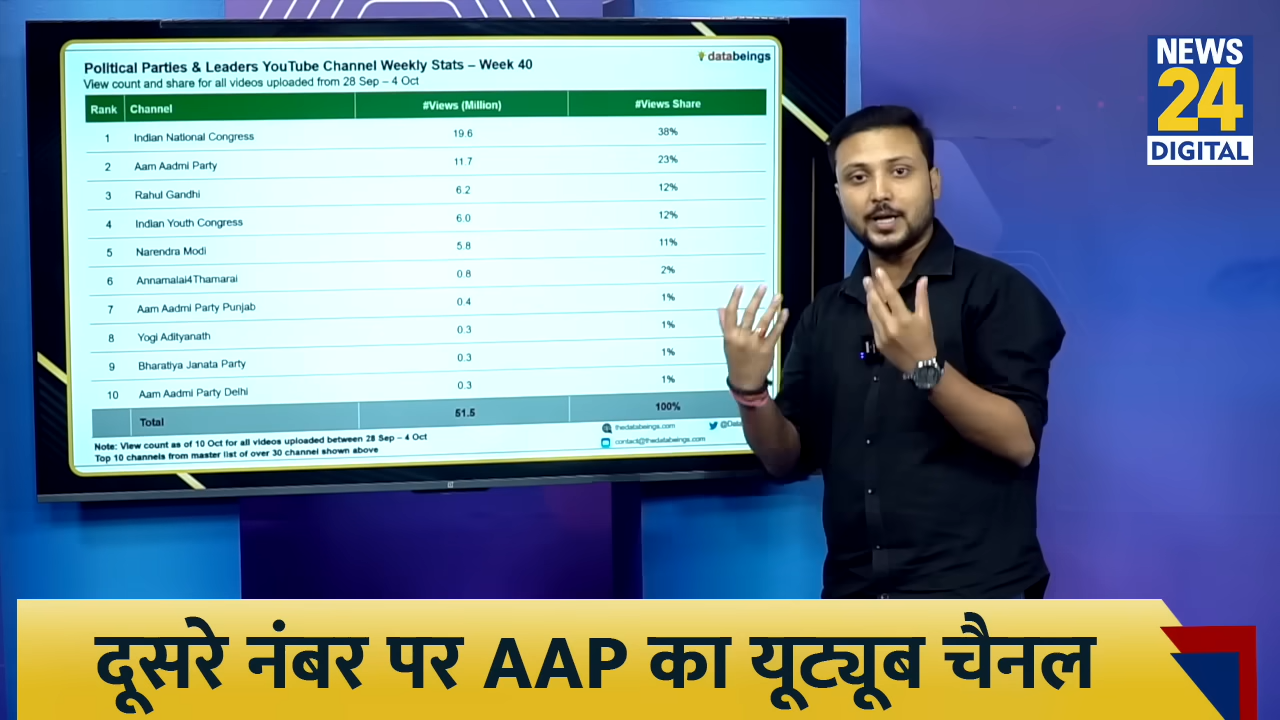 NEWS
24
DIGITAL
Political Parties & Leaders YouTube Channel Weekly Stats – Week 40
databeings
View count and share for all videos uploaded from 28 Sep – 4 Oct
Rank Channel #Views (Million) #Views Share
1 Indian National Congress 19.6 38%
2 Aam Aadmi Party 11.7 23%
3 Rahul Gandhi 6.2 12%
4 Indian Youth Congress 6.0 12%
5 Narendra Modi 5.8 11%
6 Annamalai4Thamarai 0.8 2%
7 Aam Aadmi Party Punjab 0.4 1%
8 Yogi Adityanath 0.3 1%
9 Bharatiya Janata Party 0.3 1%
10 Aam Aadmi Party Delhi 0.3 1%
Total 51.5 100%
thedatabeings.com @Data
contact@thedatabeings.com
Note: View count as of 10 Oct for all videos uploaded between 28 Sep – 4 Oct
Top 10 channels from master list of over 30 channel shown above
दूसरे नंबर पर AAP का यूट्यूब चैनल